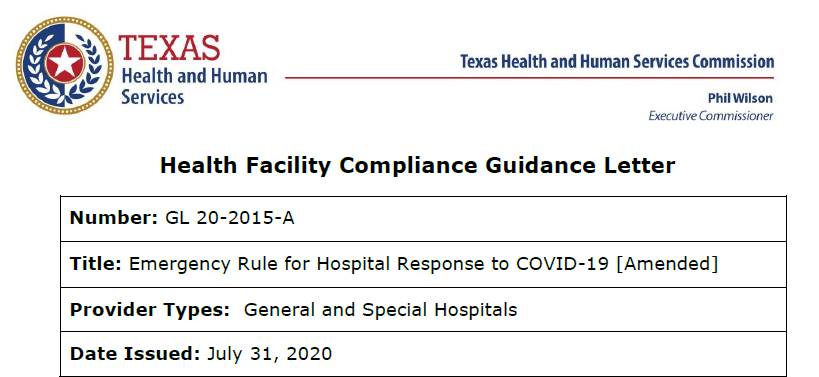 TEXAS
Health and Human
Services
Texas Health and Human Services Commission
Phil Wilson
Executive Commissioner
Health Facility Compliance Guidance Letter
Number: GL 20-2015-A
Title: Emergency Rule for Hospital Response to COVID-19 [Amended]
Provider Types: General and Special Hospitals
Date Issued: July 31, 2020